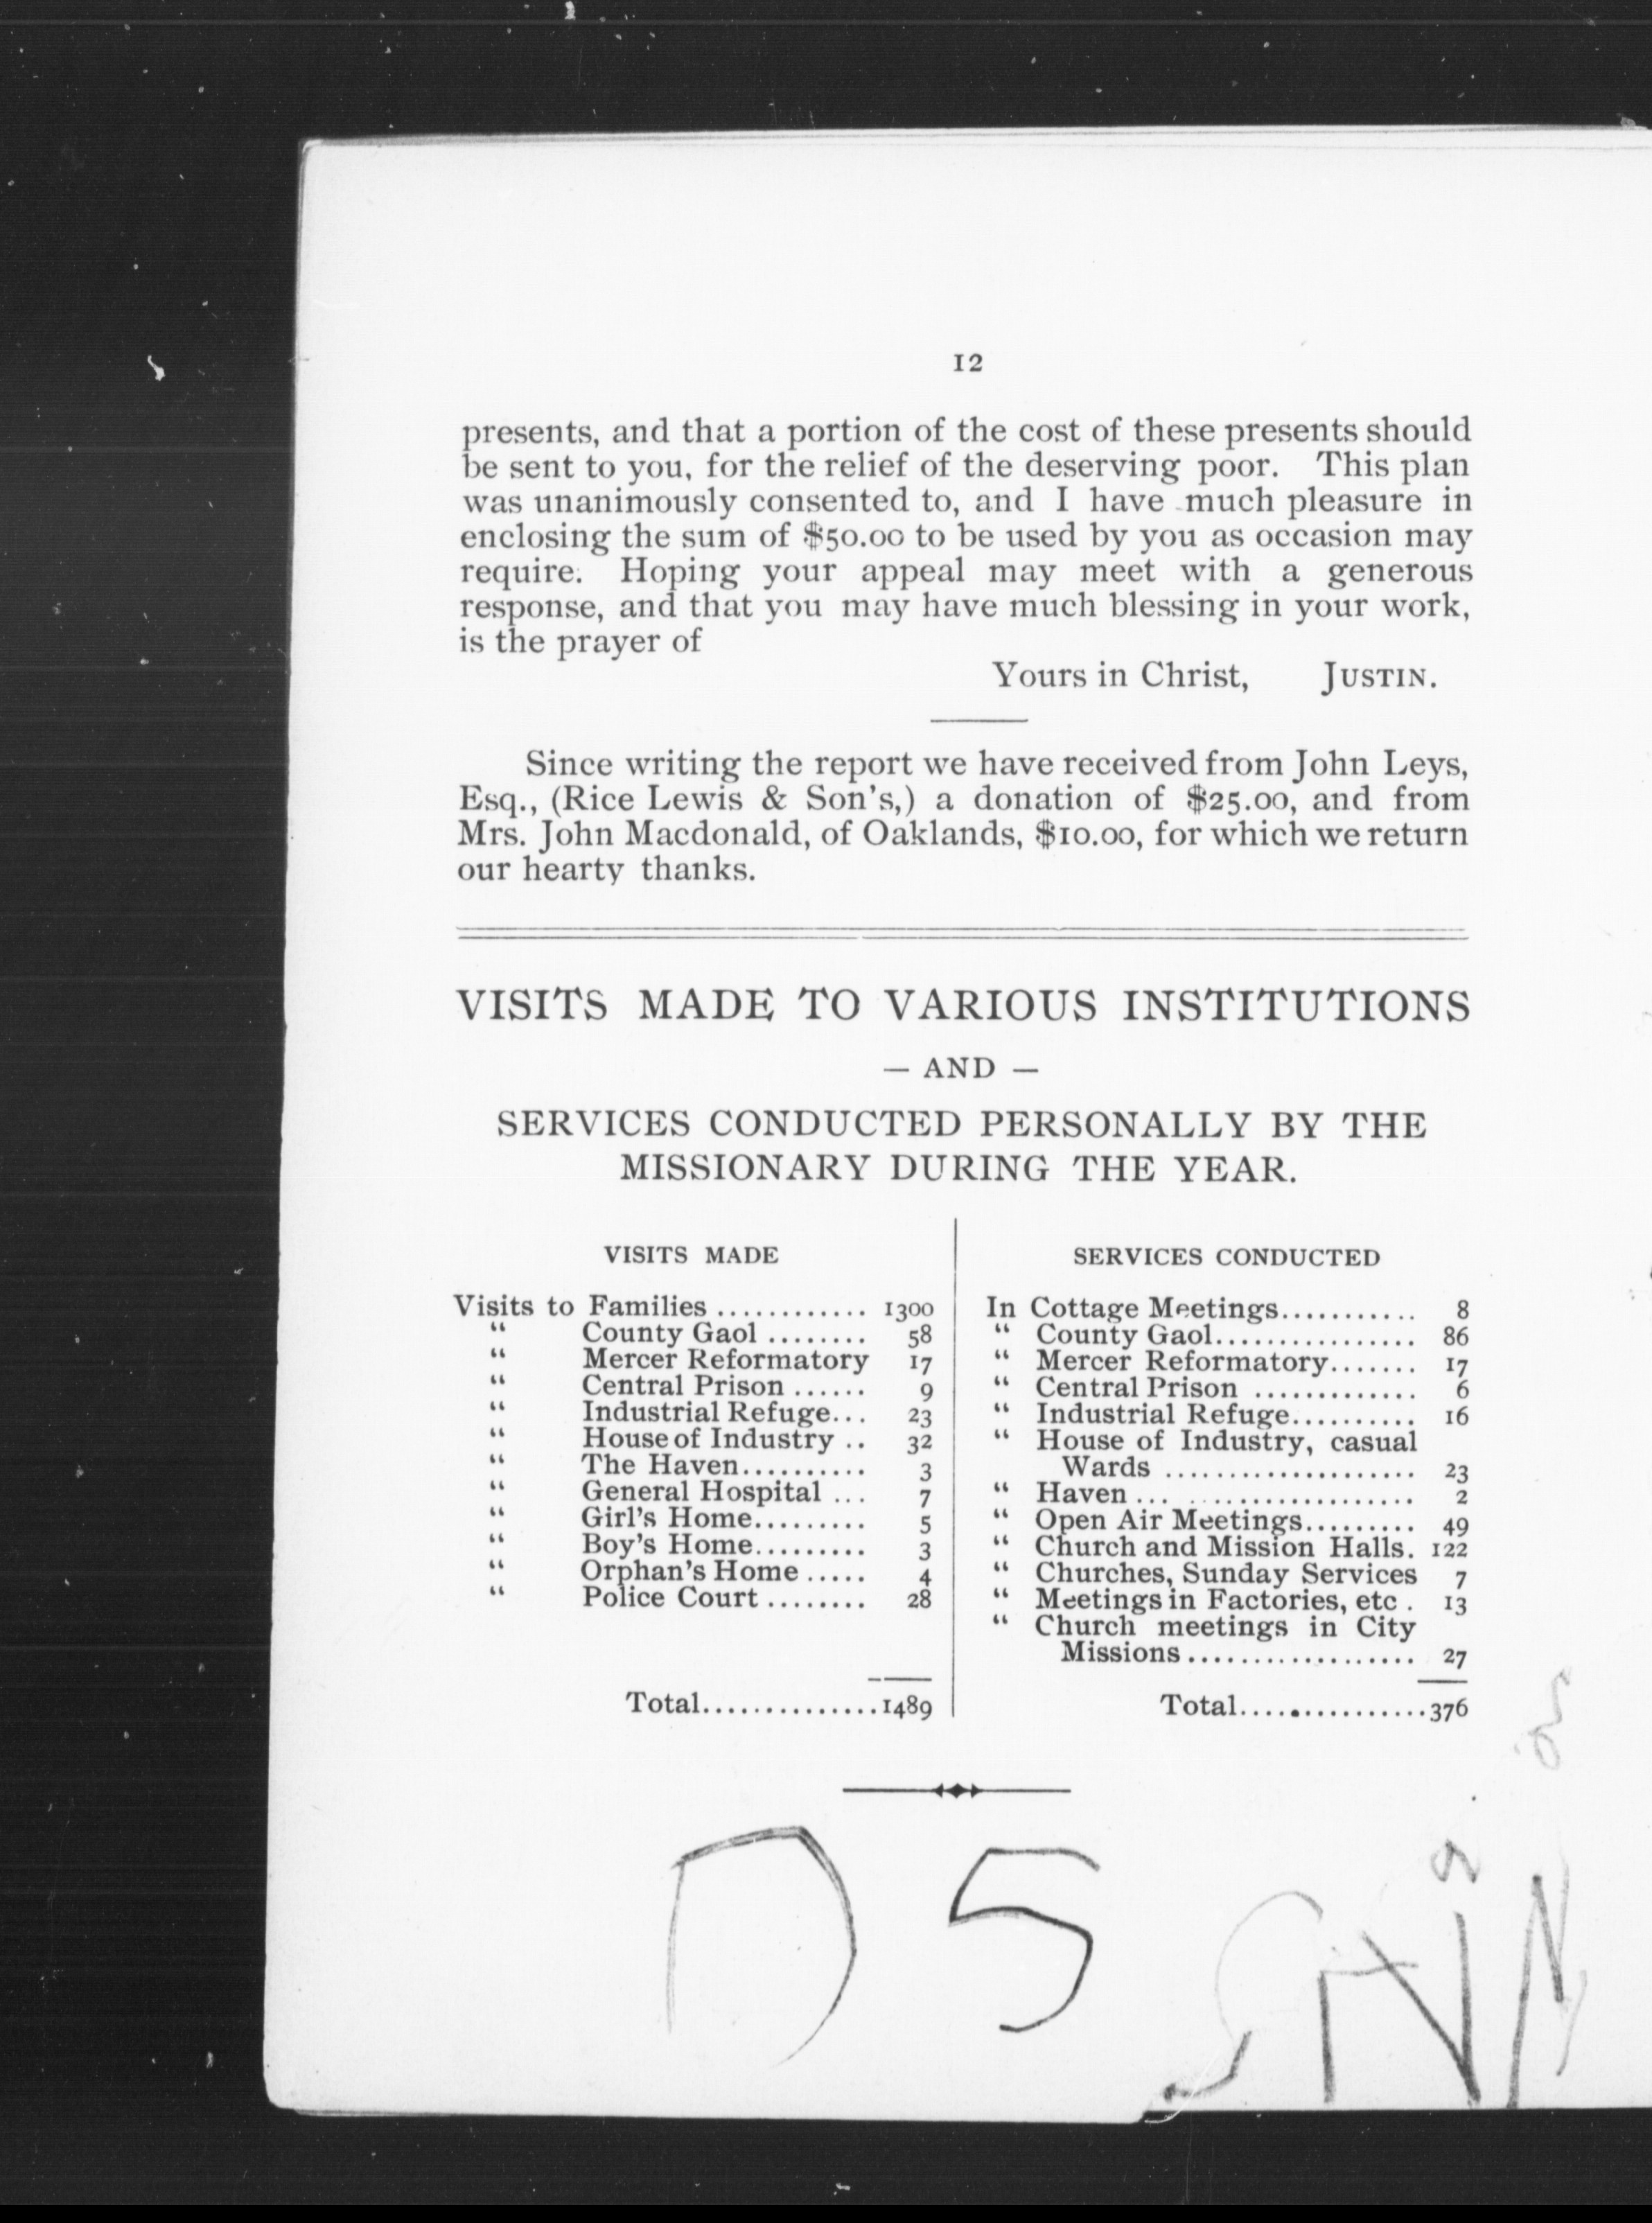 12
presents, and that a portion of the cost of these presents should
be sent to you, for the relief of the deserving poor. This plan
was unanimously consented to, and I have much pleasure in
enclosing the sum of $50.00 to be used by you as occasion may
require. Hoping your appeal may meet with a generous
response, and that you may have much blessing in your work,
is the prayer of
Yours in Christ, JUSTIN.
Since writing the report we have received from John Leys,
Esq., (Rice Lewis & Son's,) a donation of $25.00, and from
Mrs. John Macdonald, of Oaklands, $10.00, for which we return
our hearty thanks.
VISITS MADE TO VARIOUS INSTITUTIONS
— AND —
SERVICES CONDUCTED PERSONALLY BY THE
MISSIONARY DURING THE YEAR.
VISITS MADE
Visits to Families ............ 1300
“ County Gaol ........ 58
“ Mercer Reformatory 17
“ Central Prison ...... 9
“ Industrial Refuge... 23
“ House of Industry .. 32
“ The Haven.......... 3
“ General Hospital ... 7
“ Girl's Home......... 5
“ Boy's Home......... 3
“ Orphan's Home ..... 4
“ Police Court ........ 28
Total..............1489
SERVICES CONDUCTED
In Cottage Meetings........... 8
“ County Gaol................ 86
“ Mercer Reformatory....... 17
“ Central Prison ............. 6
“ Industrial Refuge.......... 16
“ House of Industry, casual
Wards .................... 23
“ Haven... .................. 2
“ Open Air Meetings......... 49
“ Church and Mission Halls. 122
“ Churches, Sunday Services 7
“ Meetings in Factories, etc . 13
“ Church meetings in City
Missions .................. 27
Total...............376
D 5